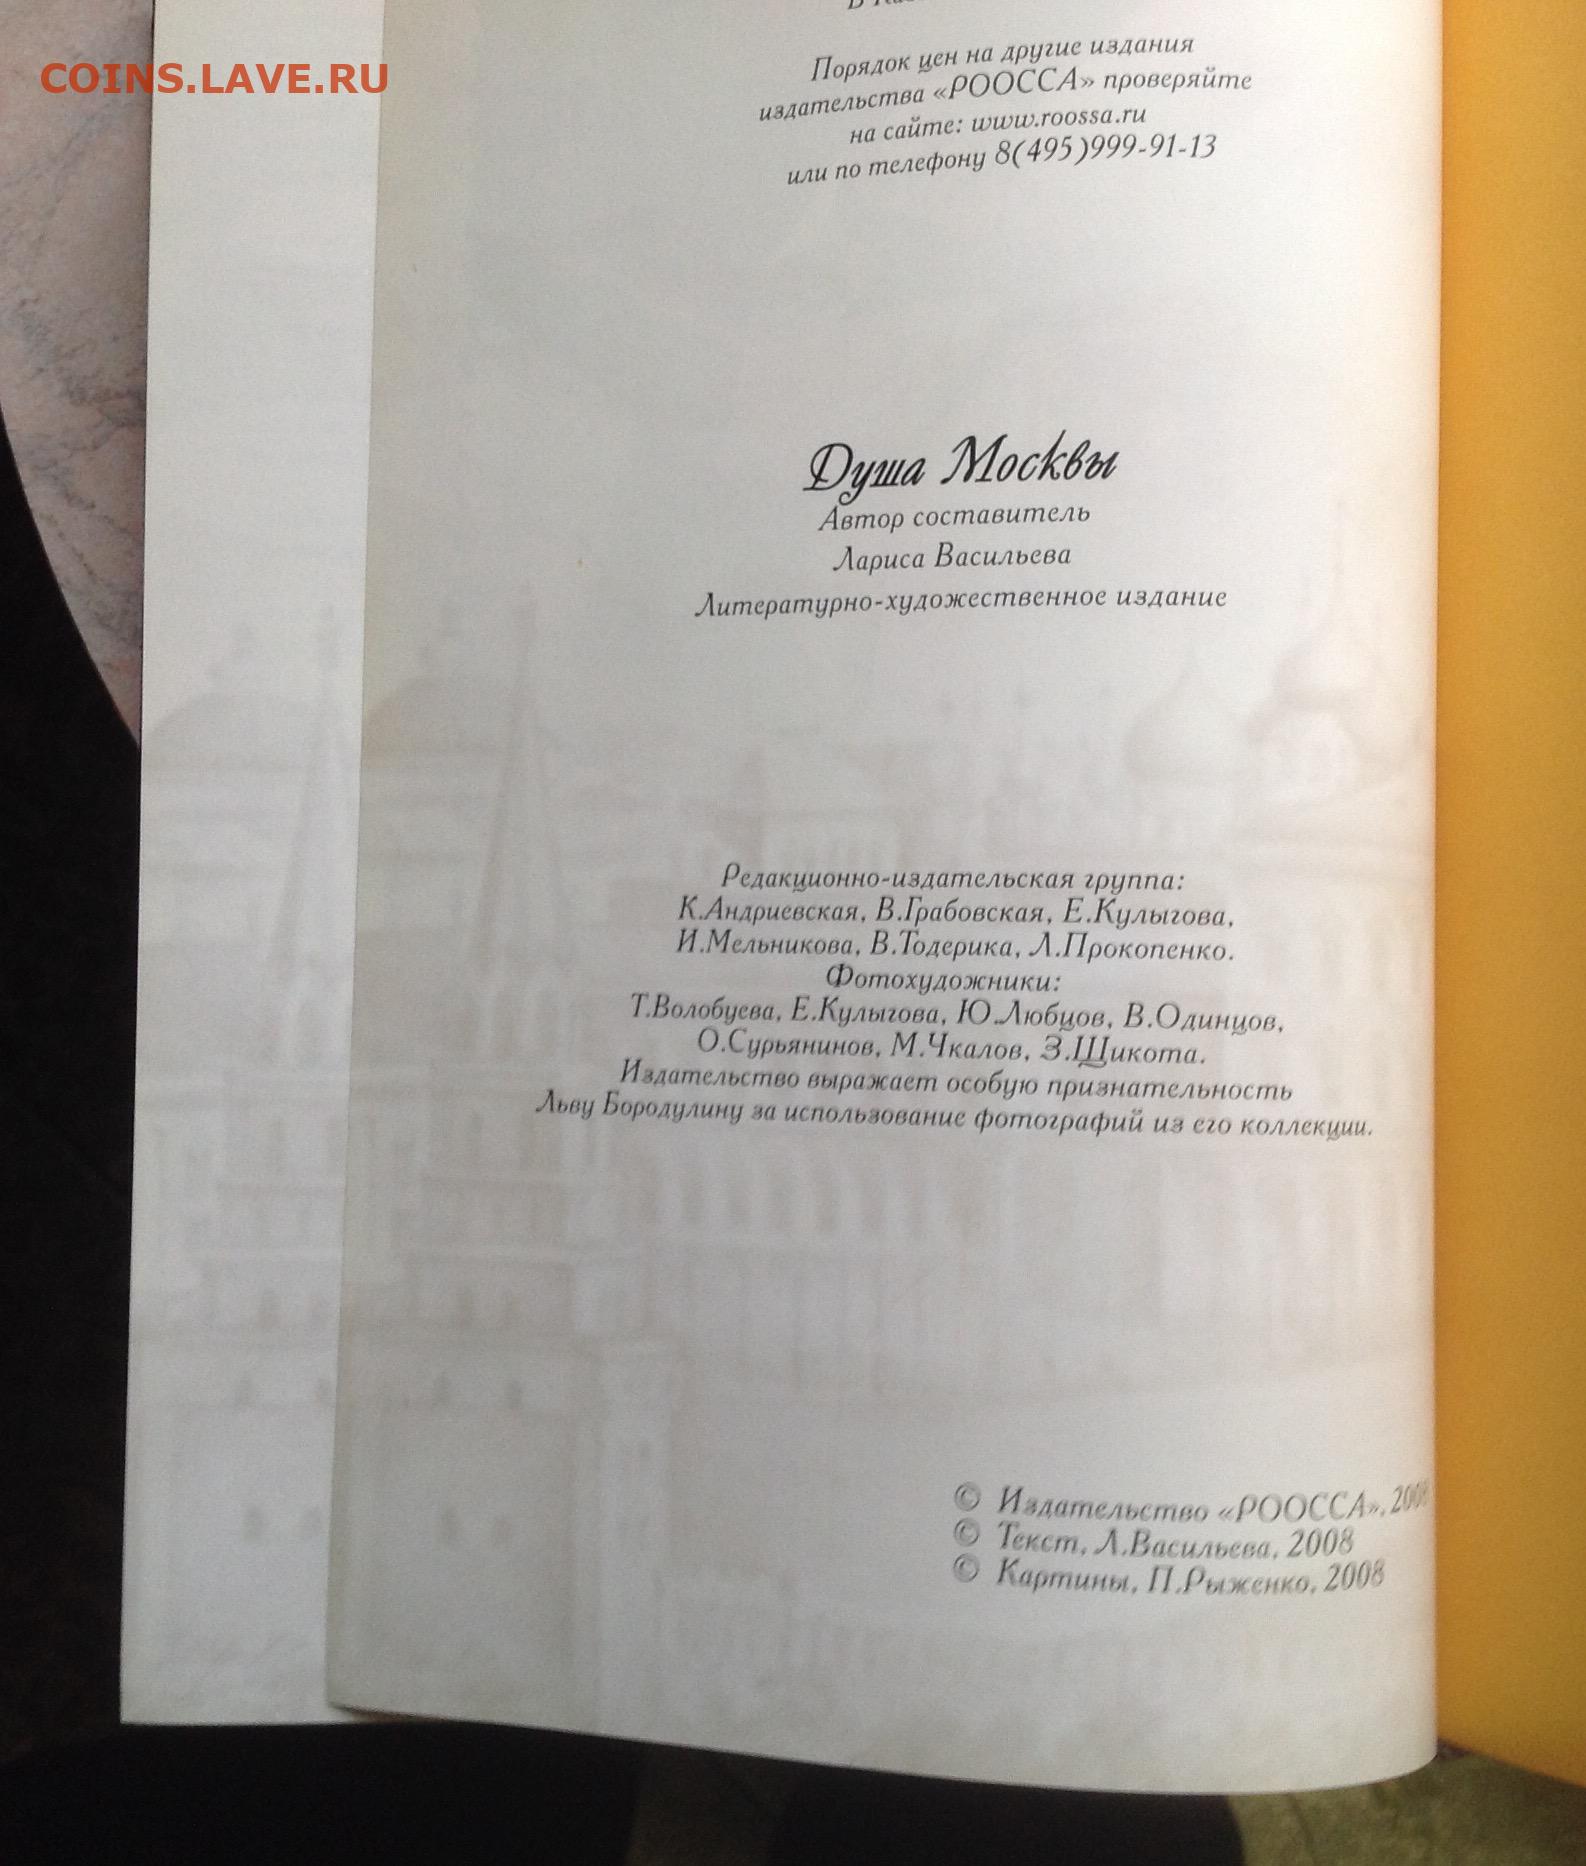 COINS.LAVE.RU
Порядок цен на другие издания
издательства «РООССА» проверяйте
на сайте: www.roossa.ru
или по телефону 8(495)999-91-13
Душа Москвы
Автор составитель
Лариса Васильева
Литературно-художественное издание
Редакционно-издательская группа:
К.Андриевская, В.Грабовская, Е.Кулыгова,
И.Мельникова, В.Тодерика, Л.Прокопенко.
Фотохудожники:
Т.Волобуева, Е.Кулыгова, Ю.Любцов, В.Одинцов,
О.Сурьянинов, М.Чкалов, З.Щикота.
Издательство выражает особую признательность
Льву Бородулину за использование фотографий из его коллекции.
© Издательство «РООССА», 2008
© Текст, Л.Васильева, 2008
© Картины, П.Рыженко, 2008